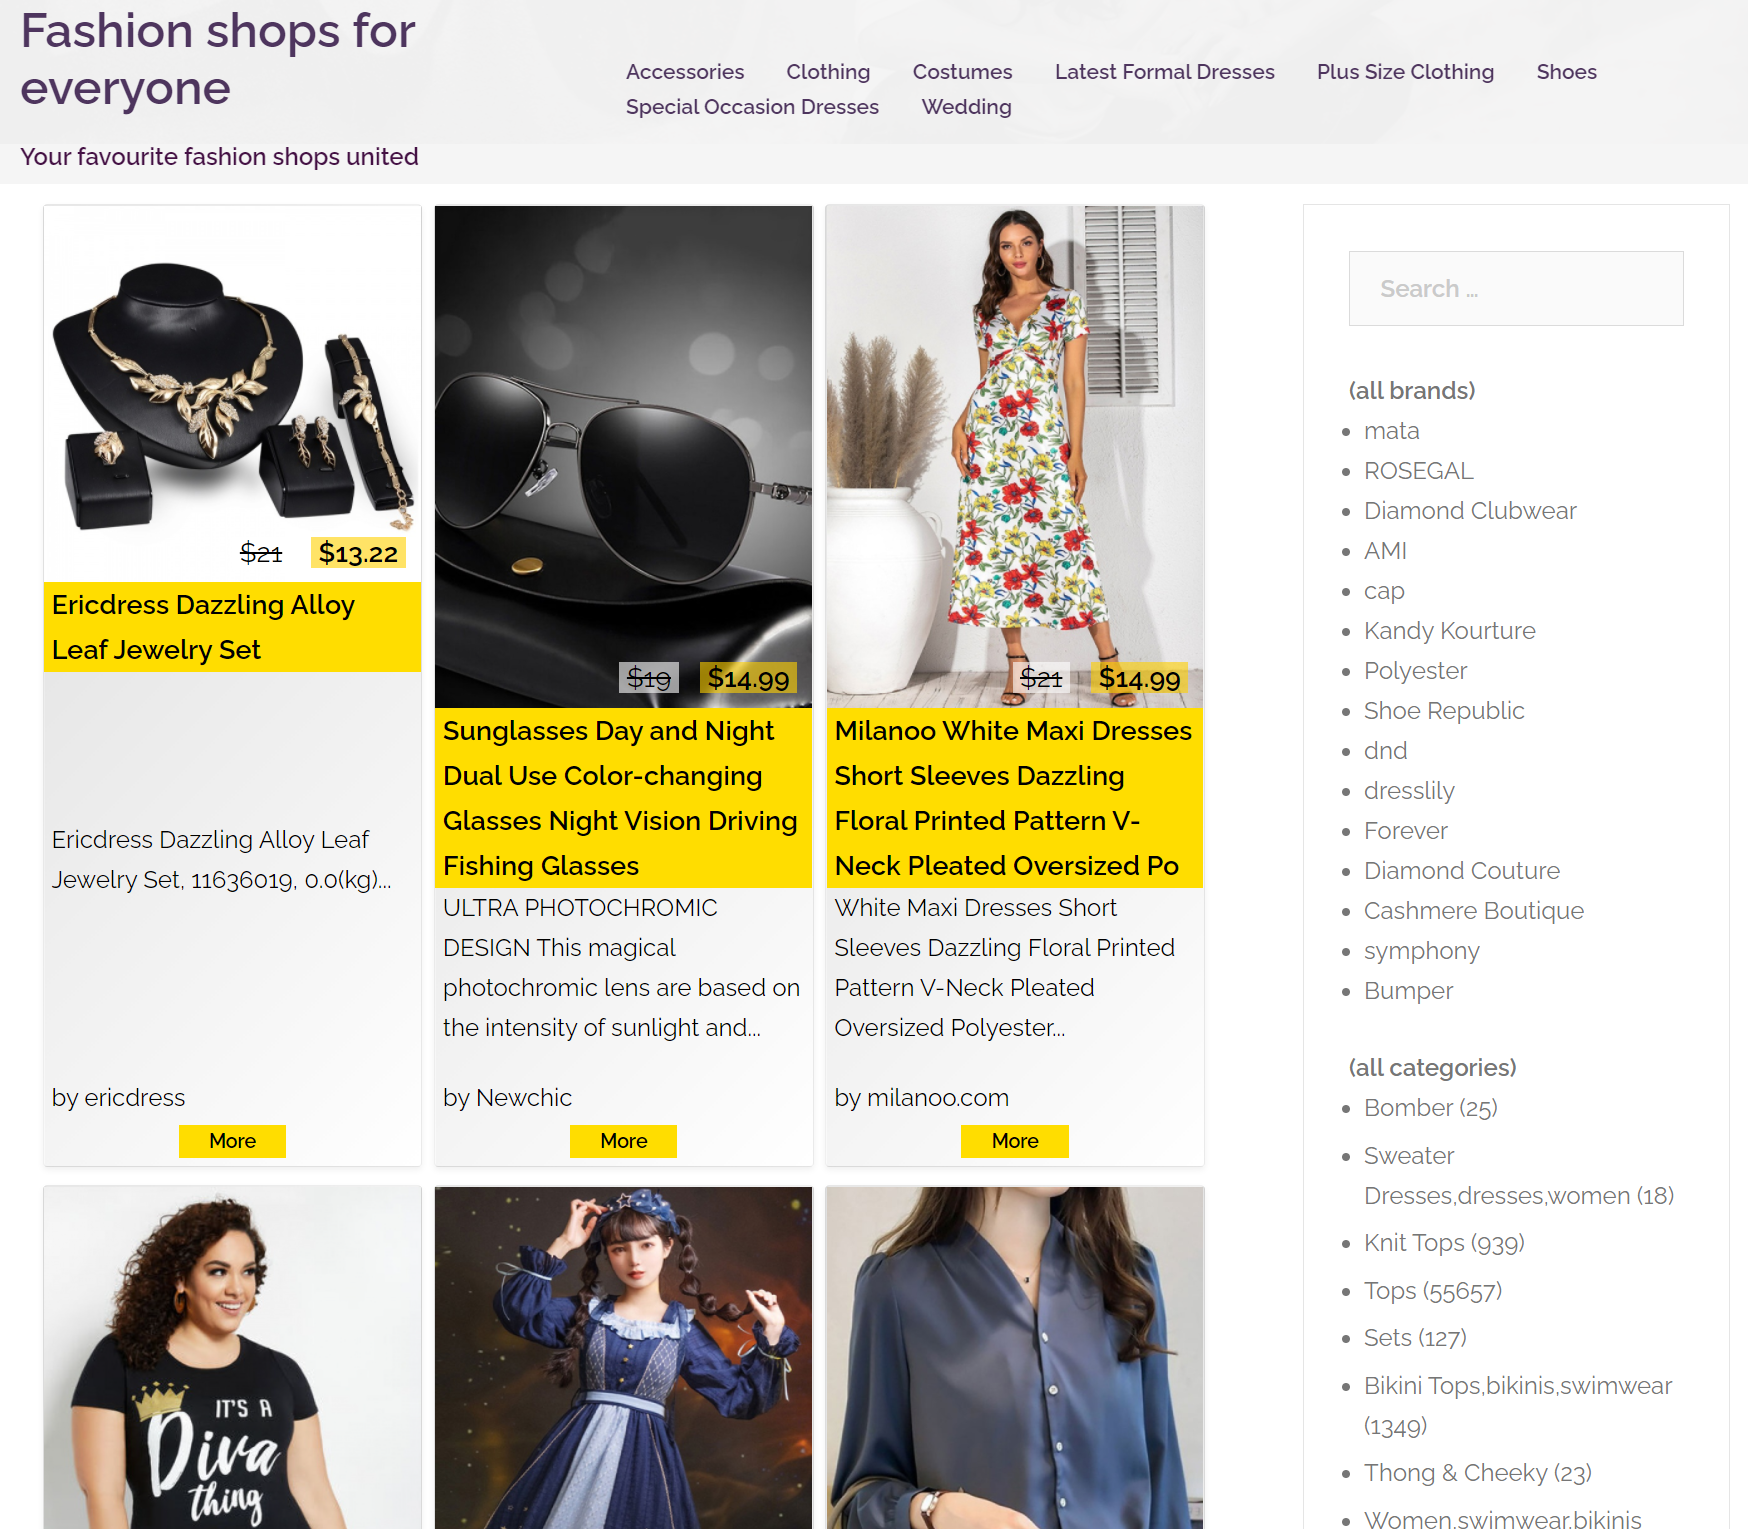 Fashion shops for
everyone
Your favourite fashion shops united
Accessories Clothing Costumes Latest Formal Dresses Plus Size Clothing Shoes
Special Occasion Dresses Wedding
$21 $13.22
Ericdress Dazzling Alloy
Leaf Jewelry Set
Ericdress Dazzling Alloy Leaf
Jewelry Set, 11636019, 0.0(kg)...
by ericdress
More
$19 $14.99
Sunglasses Day and Night
Dual Use Color-changing
Glasses Night Vision Driving
Fishing Glasses
ULTRA PHOTOCHROMIC
DESIGN This magical
photochromic lens are based on
the intensity of sunlight and...
by Newchic
More
$21 $14.99
Milanoo White Maxi Dresses
Short Sleeves Dazzling
Floral Printed Pattern V-
Neck Pleated Oversized Po
White Maxi Dresses Short
Sleeves Dazzling Floral Printed
Pattern V-Neck Pleated
Oversized Polyester...
by milanoo.com
More
IT'S A
Diva
thing
Search ...
(all brands)
mata
ROSEGAL
Diamond Clubwear
AMI
cap
Kandy Kourture
Polyester
Shoe Republic
dnd
dresslily
Forever
Diamond Couture
Cashmere Boutique
symphony
Bumper
(all categories)
Bomber (25)
Sweater
Dresses,dresses,women (18)
Knit Tops (939)
Tops (55657)
Sets (127)
Bikini Tops,bikinis,swimwear
(1349)
Thong & Cheeky (23)
Women,swimwear,bikinis